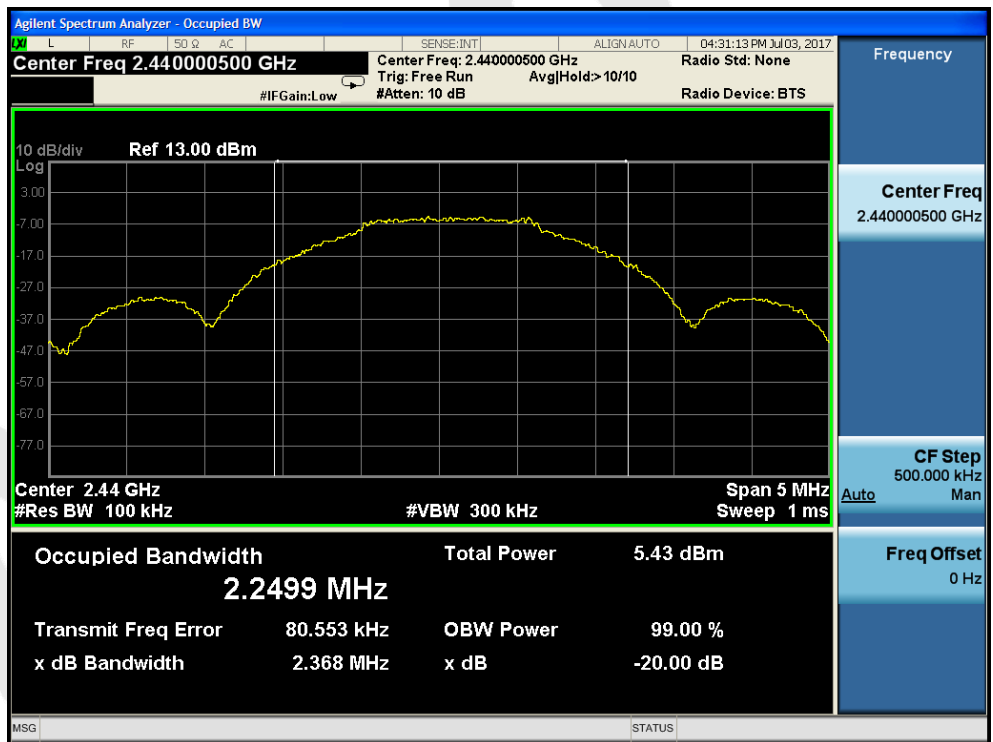 Agilent Spectrum Analyzer - Occupied BW
LXI L RF 50 Ω AC SENSE:INT ALIGN AUTO 04:31:13 PM Jul 03, 2017
Center Freq 2.440000500 GHz
Center Freq: 2.440000500 GHz Radio Std: None
Trig: Free Run Avg|Hold:> 10/10
#IFGain:Low #Atten: 10 dB Radio Device: BTS
10 dB/div Ref 13.00 dBm
Log
3.00
-7.00
-17.0
-27.0
-37.0
-47.0
-57.0
-67.0
-77.0
Center 2.44 GHz Span 5 MHz
#Res BW 100 kHz #VBW 300 kHz Sweep 1 ms
Occupied Bandwidth Total Power 5.43 dBm
2.2499 MHz
Transmit Freq Error 80.553 kHz OBW Power 99.00 %
x dB Bandwidth 2.368 MHz x dB -20.00 dB
Frequency
Center Freq
2.440000500 GHz
CF Step
500.000 kHz
Auto Man
Freq Offset
0 Hz
MSG STATUS